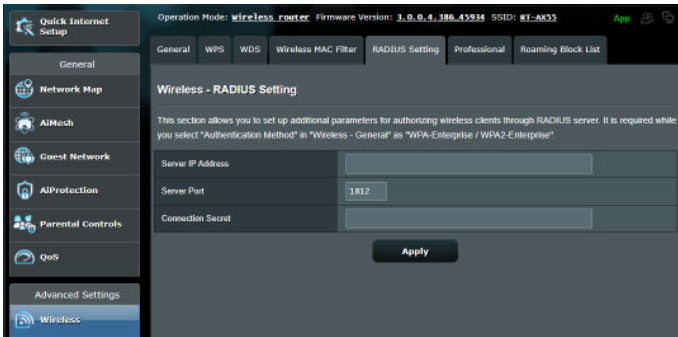 Quick Internet
Setup
Operation Mode: Wireless router Firmware Version: 3.0.0.4.386_45934 SSID: RT-AX55
App
General WPS WDS Wireless MAC Filter RADIUS Setting Professional Roaming Block List
General
Network Map
AiMesh
Guest Network
AiProtection
Parental Controls
QoS
Advanced Settings
Wireless
Wireless - RADIUS Setting
This section allows you to set up additional parameters for authorizing wireless clients through RADIUS server. It is required while
you select "Authentication Method" in "Wireless - General" as "WPA-Enterprise / WPA2-Enterprise".
Server IP Address
Server Port 1812
Connection Secret
Apply